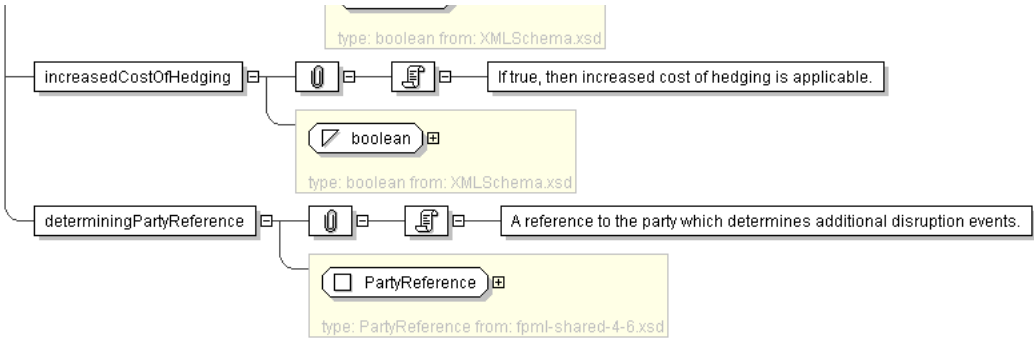 type: boolean from: XMLSchema.xsd
increasedCostOfHedging
If true, then increased cost of hedging is applicable.
boolean
type: boolean from: XMLSchema.xsd
determiningPartyReference
A reference to the party which determines additional disruption events.
PartyReference
type: PartyReference from: fpml-shared-4-6.xsd